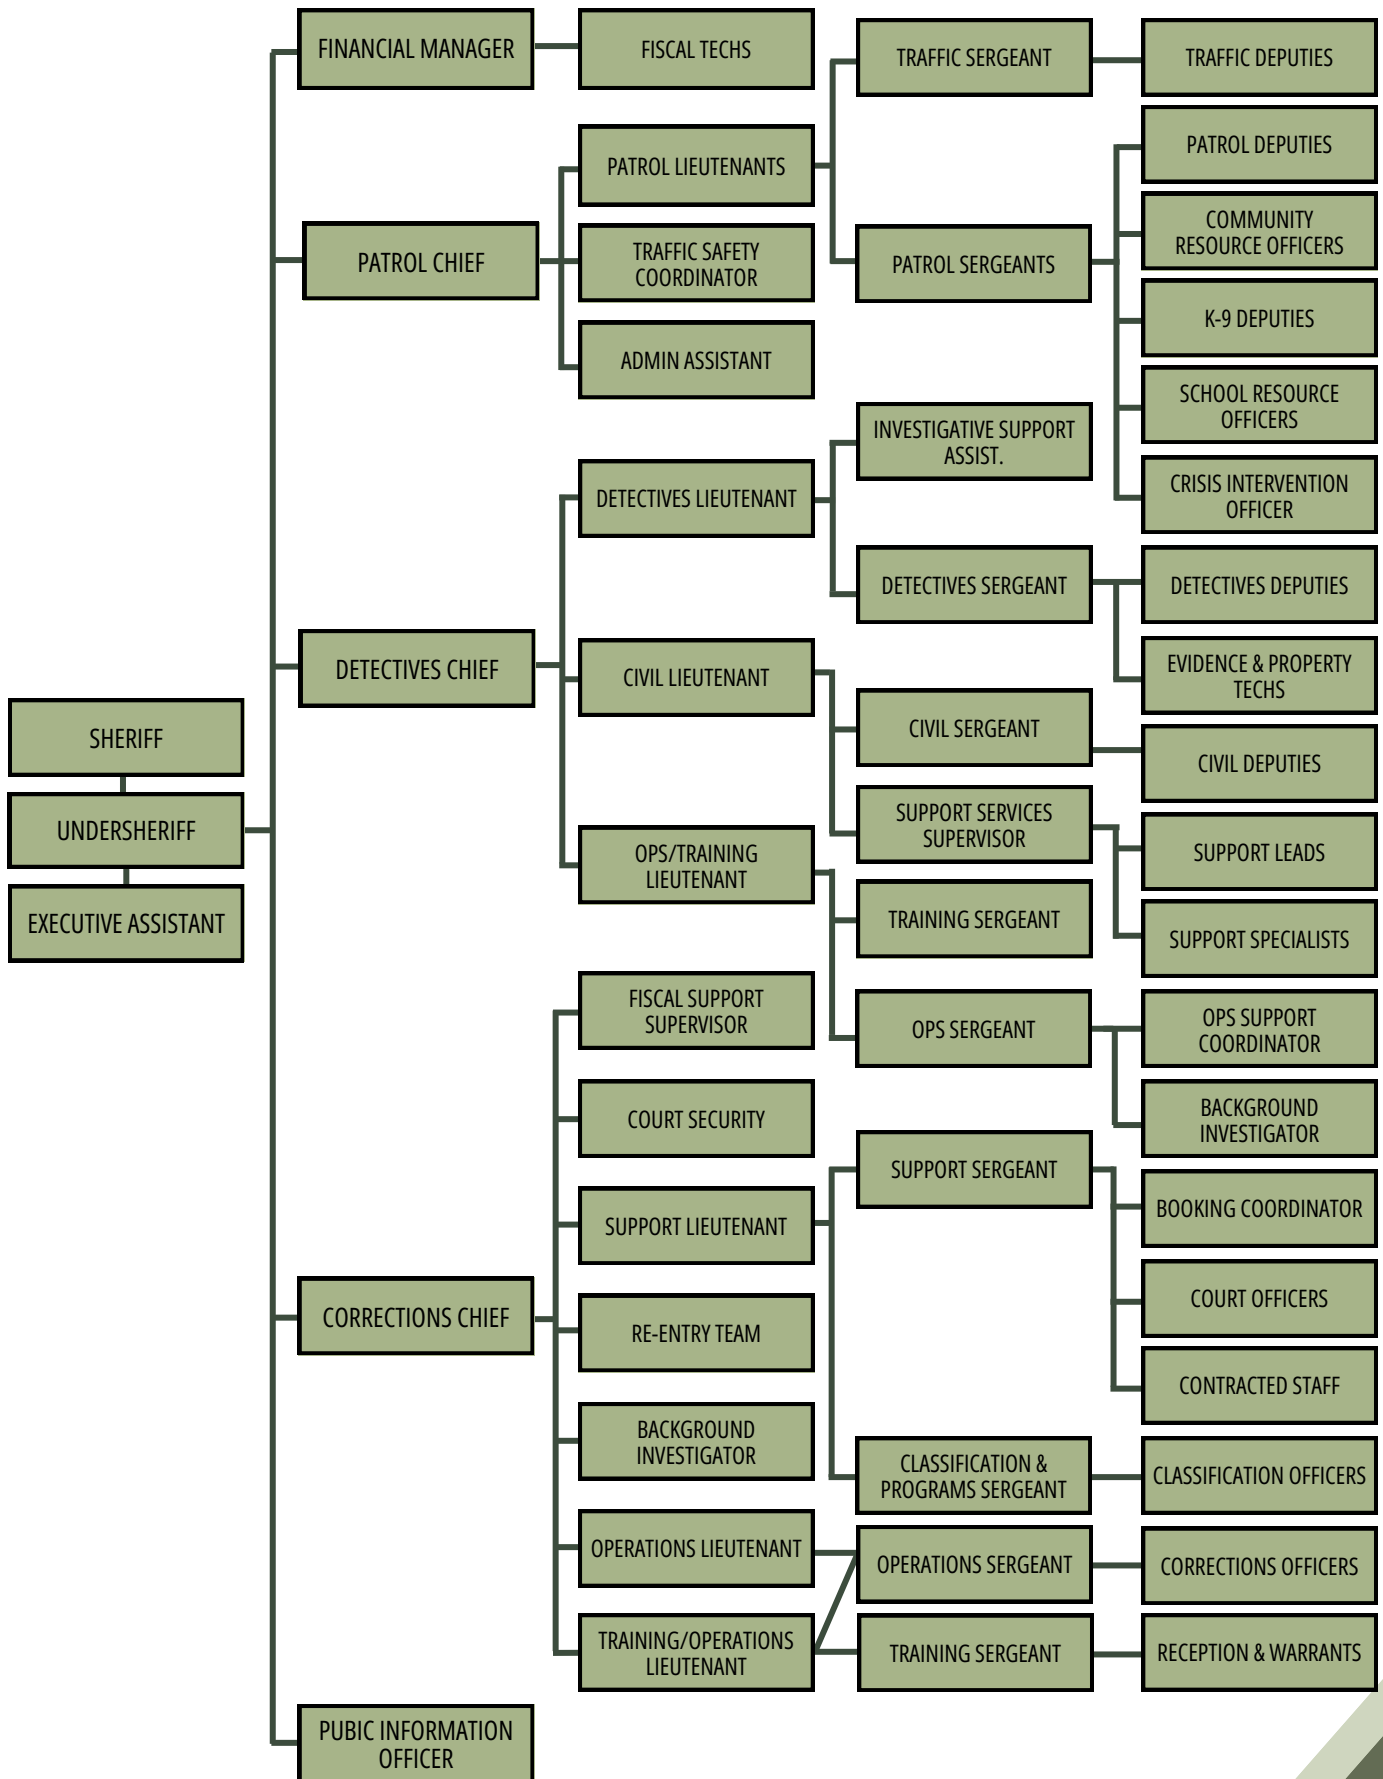 FINANCIAL MANAGER
FISCAL TECHS
TRAFFIC SERGEANT
TRAFFIC DEPUTIES
PATROL DEPUTIES
PATROL LIEUTENANTS
COMMUNITY
RESOURCE OFFICERS
PATROL CHIEF
TRAFFIC SAFETY
COORDINATOR
PATROL SERGEANTS
K-9 DEPUTIES
ADMIN ASSISTANT
SCHOOL RESOURCE
OFFICERS
INVESTIGATIVE SUPPORT
ASSIST.
DETECTIVES LIEUTENANT
CRISIS INTERVENTION
OFFICER
DETECTIVES SERGEANT
DETECTIVES DEPUTIES
DETECTIVES CHIEF
CIVIL LIEUTENANT
EVIDENCE & PROPERTY
TECHS
SHERIFF
CIVIL SERGEANT
CIVIL DEPUTIES
UNDERSHERIFF
SUPPORT SERVICES
SUPERVISOR
SUPPORT LEADS
OPS/TRAINING
LIEUTENANT
EXECUTIVE ASSISTANT
TRAINING SERGEANT
SUPPORT SPECIALISTS
FISCAL SUPPORT
SUPERVISOR
OPS SERGEANT
OPS SUPPORT
COORDINATOR
COURT SECURITY
BACKGROUND
INVESTIGATOR
SUPPORT SERGEANT
BOOKING COORDINATOR
SUPPORT LIEUTENANT
COURT OFFICERS
CORRECTIONS CHIEF
RE-ENTRY TEAM
CONTRACTED STAFF
BACKGROUND
INVESTIGATOR
CLASSIFICATION &
PROGRAMS SERGEANT
CLASSIFICATION OFFICERS
OPERATIONS LIEUTENANT
OPERATIONS SERGEANT
CORRECTIONS OFFICERS
TRAINING/OPERATIONS
LIEUTENANT
TRAINING SERGEANT
RECEPTION & WARRANTS
PUBIC INFORMATION
OFFICER